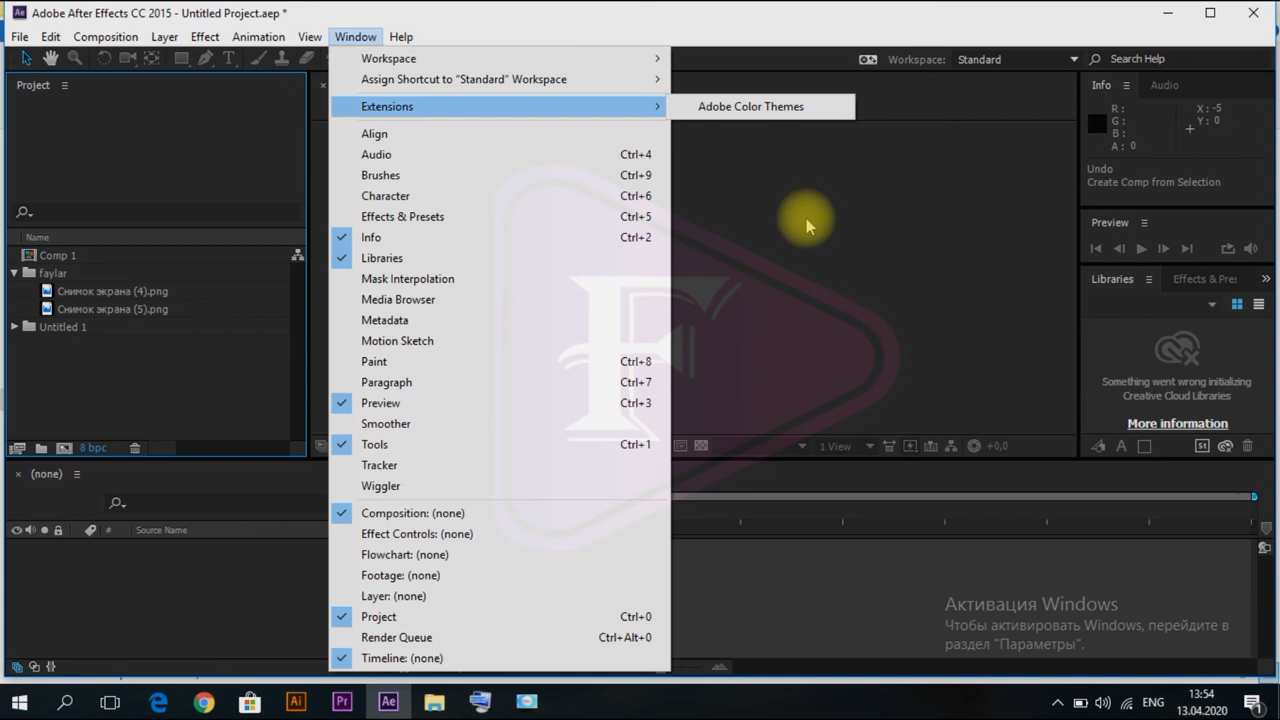 Adobe After Effects CC 2015 - Untitled Project.aep *
File Edit Composition Layer Effect Animation View Window Help
Workspace: Standard
Search Help
Project
Name
Comp 1
faylar
Снимок экрана (4).png
Снимок экрана (5).png
Untitled 1
8 bpc
Workspace
Assign Shortcut to "Standard" Workspace
Extensions
Adobe Color Themes
Align
Audio Ctrl+4
Brushes Ctrl+9
Character Ctrl+6
Effects & Presets Ctrl+5
Info Ctrl+2
Libraries
Mask Interpolation
Media Browser
Metadata
Motion Sketch
Paint Ctrl+8
Paragraph Ctrl+7
Preview Ctrl+3
Smoother
Tools Ctrl+1
Tracker
Wiggler
Composition: (none)
Effect Controls: (none)
Flowchart: (none)
Footage: (none)
Layer: (none)
Project Ctrl+0
Render Queue Ctrl+Alt+0
Timeline: (none)
F
Info Audio
R: X: -5
G: Y: 0
B:
A: 0
Undo
Create Comp from Selection
Preview
Libraries Effects & Pre
Something went wrong initializing
Creative Cloud Libraries
More information
St
1 View
+0,0
(none)
# Source Name
Активация Windows
Чтобы активировать Windows, перейдите в
раздел "Параметры".
Ai Pr Ae
ENG
13:54
13.04.2020
1